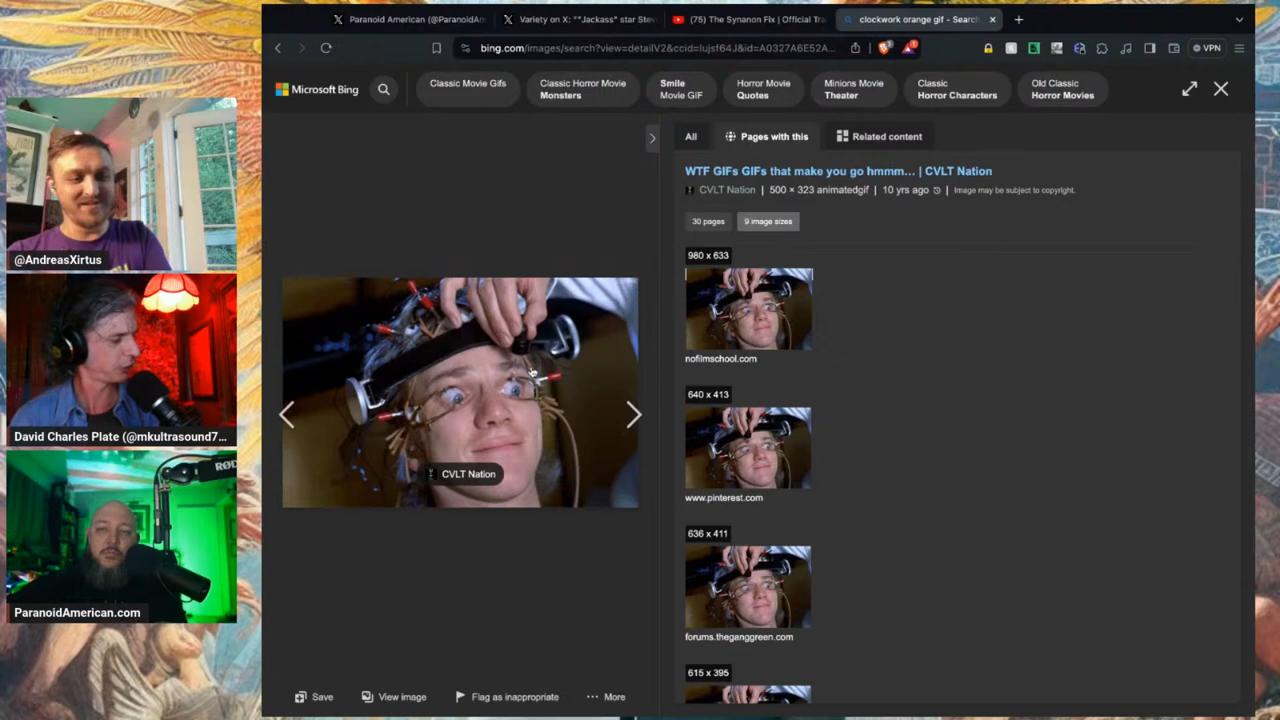 Paranoid American (@ParanoidAm
Variety on X: "*Jackass* star Stev
(75) The Synanon Fix | Official Tra
clockwork orange gif - Search
bing.com/images/search?view=detailV2&ccid=lujsf64J&id=A0327A6E52A...
VPN
Microsoft Bing
Classic Movie Gifs
Classic Horror Movie
Monsters
Smile
Movie GIF
Horror Movie
Quotes
Minions Movie
Theater
Classic
Horror Characters
Old Classic
Horror Movies
All
Pages with this
Related content
WTF GIFs GIFs that make you go hmmm... | CVLT Nation
CVLT Nation | 500 × 323 animatedgif | 10 yrs ago | Image may be subject to copyright.
30 pages
9 image sizes
980 x 633
nofilmschool.com
640 x 413
www.pinterest.com
636 x 411
forums.theganggreen.com
615 x 395
CVLT Nation
Save
View image
Flag as inappropriate
More
@AndreasXirtus
David Charles Plate (@mkultrasound7...
RØD
ParanoidAmerican.com